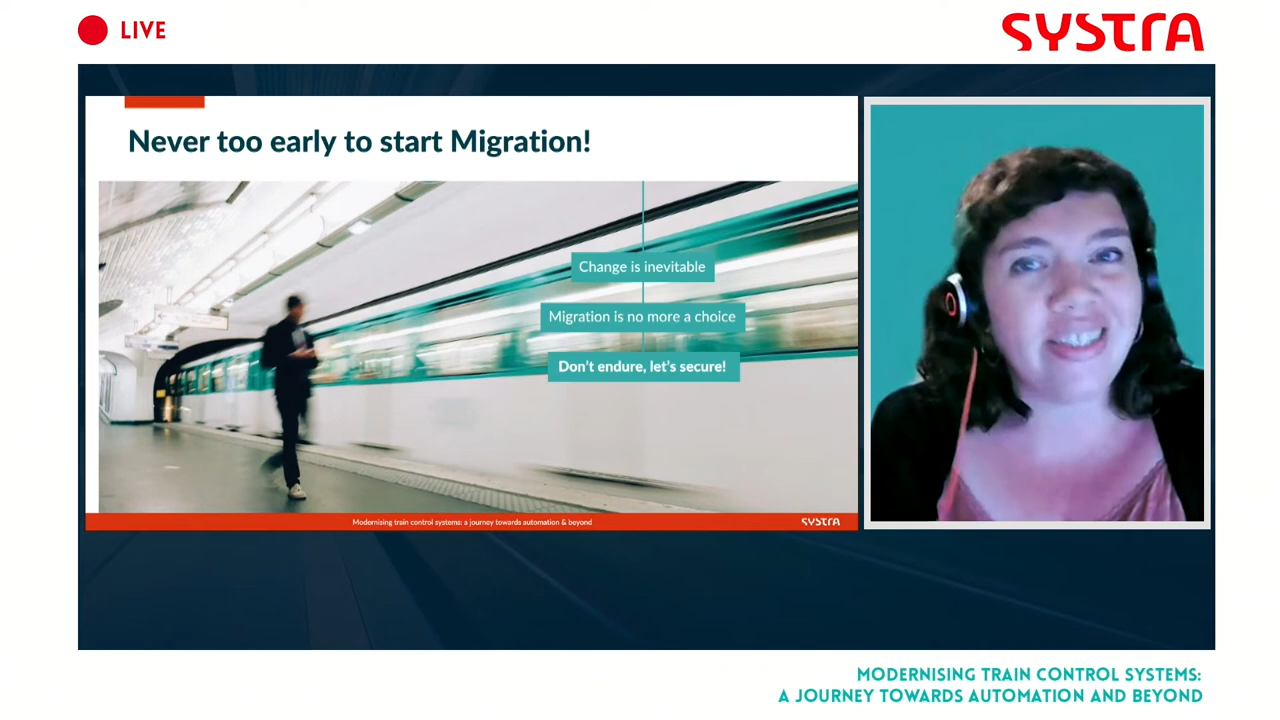 LIVE
SYSTRA
Never too early to start Migration!
Change is inevitable
Migration is no more a choice
Don't endure, let's secure!
Modernising train control systems: a journey towards automation & beyond
SYSTRA
MODERNISING TRAIN CONTROL SYSTEMS:
A JOURNEY TOWARDS AUTOMATION AND BEYOND